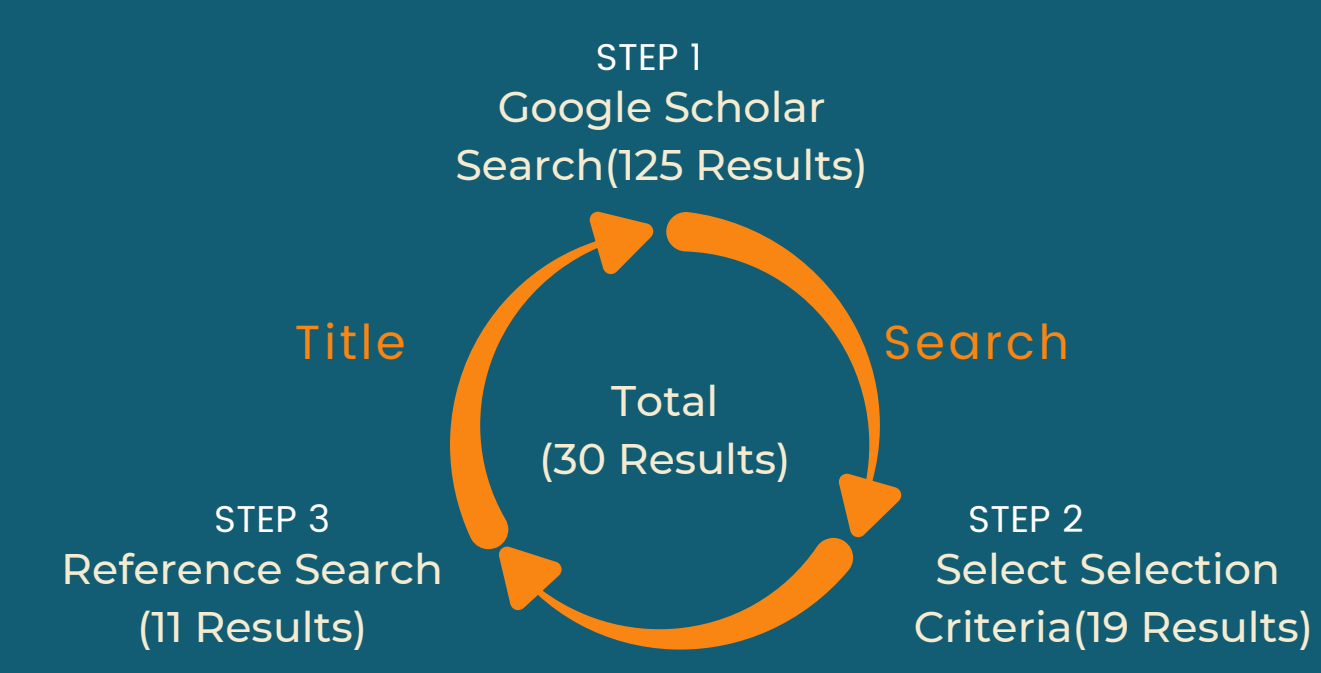 STEP 1
Google Scholar
Search(125 Results)
Title
Search
Total
(30 Results)
STEP 3
Reference Search
(11 Results)
STEP 2
Select Selection
Criteria(19 Results)